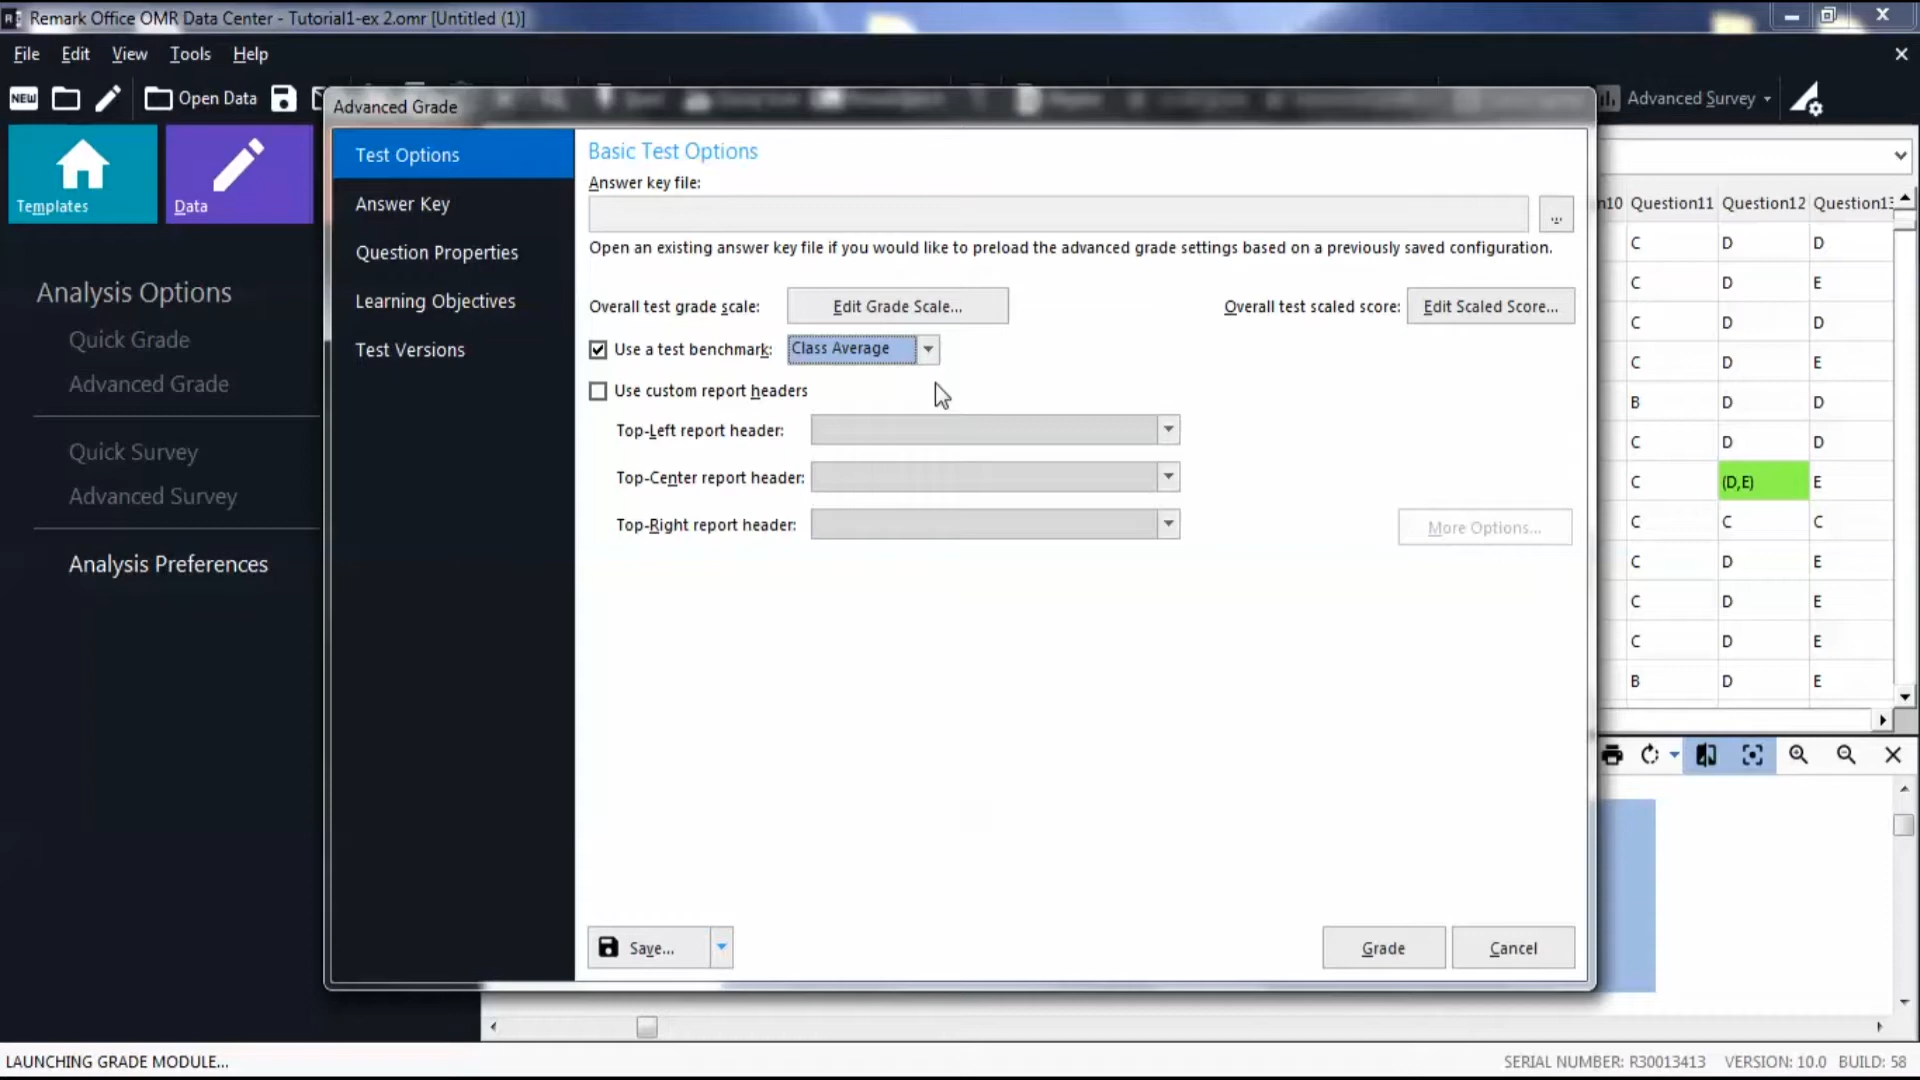 Remark Office OMR Data Center - Tutorial1-ex 2.omr [Untitled (1)]
File Edit View Tools Help
NEW Open Data Advanced Survey
Templates Data
Analysis Options
Quick Grade
Advanced Grade
Quick Survey
Advanced Survey
Analysis Preferences
Advanced Grade
Test Options
Answer Key
Question Properties
Learning Objectives
Test Versions
Basic Test Options
Answer key file:
...
Open an existing answer key file if you would like to preload the advanced grade settings based on a previously saved configuration.
Overall test grade scale: Edit Grade Scale... Overall test scaled score: Edit Scaled Score...
Use a test benchmark: Class Average
Use custom report headers
Top-Left report header:
Top-Center report header:
Top-Right report header: More Options...
Save... Grade Cancel
n10 Question11 Question12 Question13
C D D
C D E
C D D
C D E
B D D
C D D
C (D,E) E
C C C
C D E
C D E
C D E
B D E
LAUNCHING GRADE MODULE... SERIAL NUMBER: R30013413 VERSION: 10.0 BUILD: 58